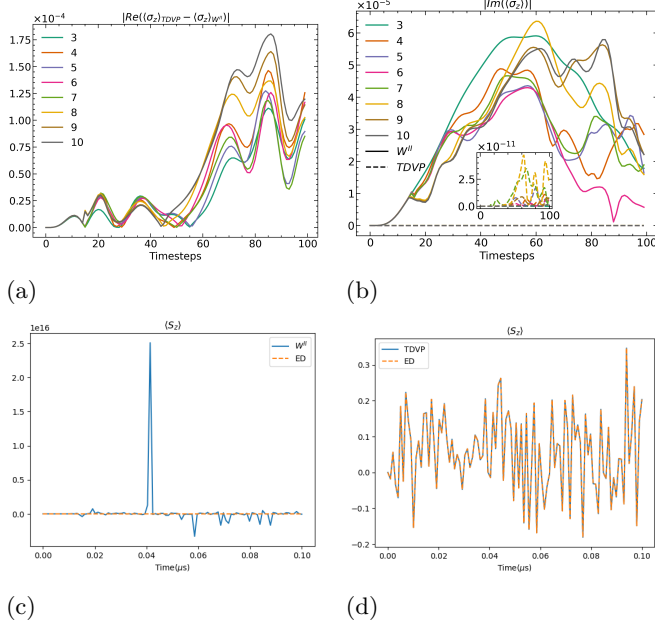 |Re(⟨σz⟩TDVP − ⟨σz⟩W^II)|
×10−4
1.75
1.50
1.25
1.00
0.75
0.50
0.25
0.00
3
4
5
6
7
8
9
10
0 20 40 60 80 100
Timesteps
(a)
|Im(⟨σz⟩)|
×10−5
6
5
4
3
2
1
0
3
4
5
6
7
8
9
10
W^II
TDVP
×10−11
2.5
0.0
0 100
0 20 40 60 80 100
Timesteps
(b)
⟨Sz⟩
1e16
2.5
2.0
1.5
1.0
0.5
0.0
W^II
ED
0.00 0.02 0.04 0.06 0.08 0.10
Time(μs)
(c)
⟨Sz⟩
TDVP
ED
0.3
0.2
0.1
0.0
−0.1
−0.2
0.00 0.02 0.04 0.06 0.08 0.10
Time(μs)
(d)